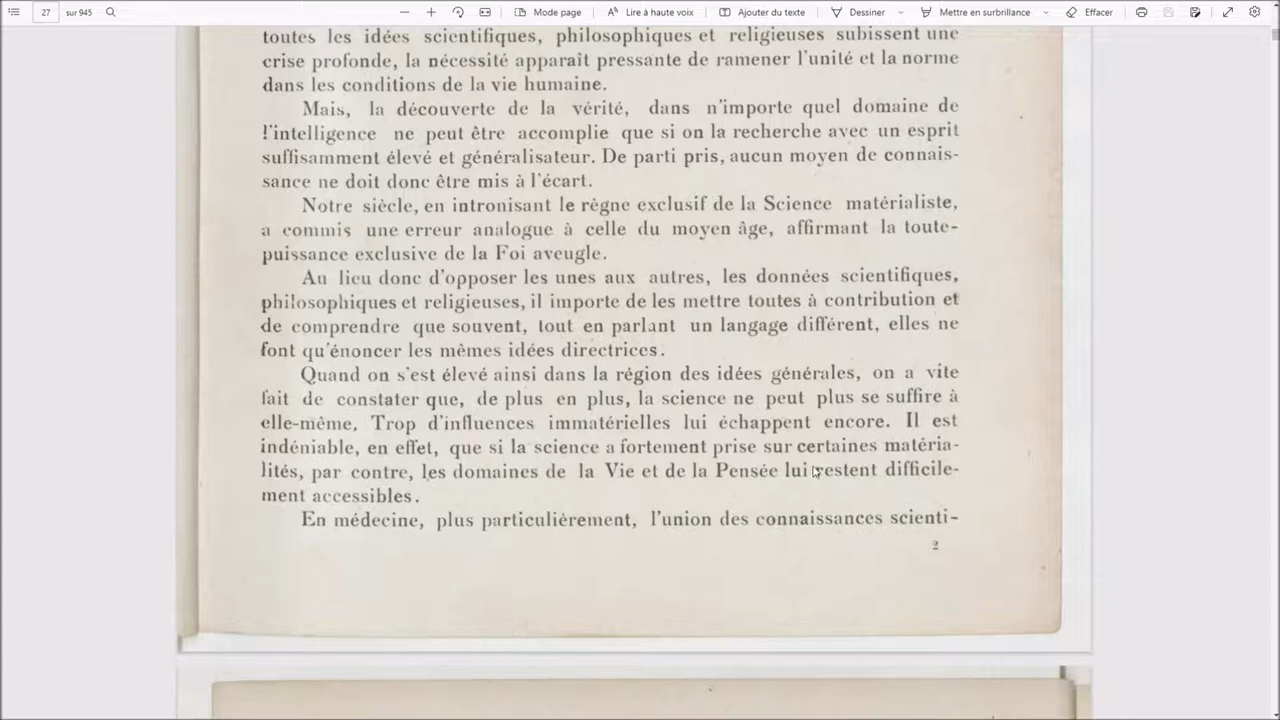 27 sur 945 Mode page Lire à haute voix Ajouter du texte Dessiner Mettre en surbrillance Effacer
toutes les idées scientifiques, philosophiques et religieuses subissent une
crise profonde, la nécessité apparaît pressante de ramener l'unité et la norme
dans les conditions de la vie humaine.
Mais, la découverte de la vérité, dans n'importe quel domaine de
l'intelligence ne peut être accomplie que si on la recherche avec un esprit
suffisamment élevé et généralisateur. De parti pris, aucun moyen de connais-
sance ne doit donc être mis à l'écart.
Notre siècle, en intronisant le règne exclusif de la Science matérialiste,
a commis une erreur analogue à celle du moyen âge, affirmant la toute-
puissance exclusive de la Foi aveugle.
Au lieu donc d'opposer les unes aux autres, les données scientifiques,
philosophiques et religieuses, il importe de les mettre toutes à contribution et
de comprendre que souvent, tout en parlant un langage différent, elles ne
font qu'énoncer les mêmes idées directrices.
Quand on s'est élevé ainsi dans la région des idées générales, on a vite
fait de constater que, de plus en plus, la science ne peut plus se suffire à
elle-même. Trop d'influences immatérielles lui échappent encore. Il est
indéniable, en effet, que si la science a fortement prise sur certaines matéria-
lités, par contre, les domaines de la Vie et de la Pensée lui restent difficile-
ment accessibles.
En médecine, plus particulièrement, l'union des connaissances scienti-
2